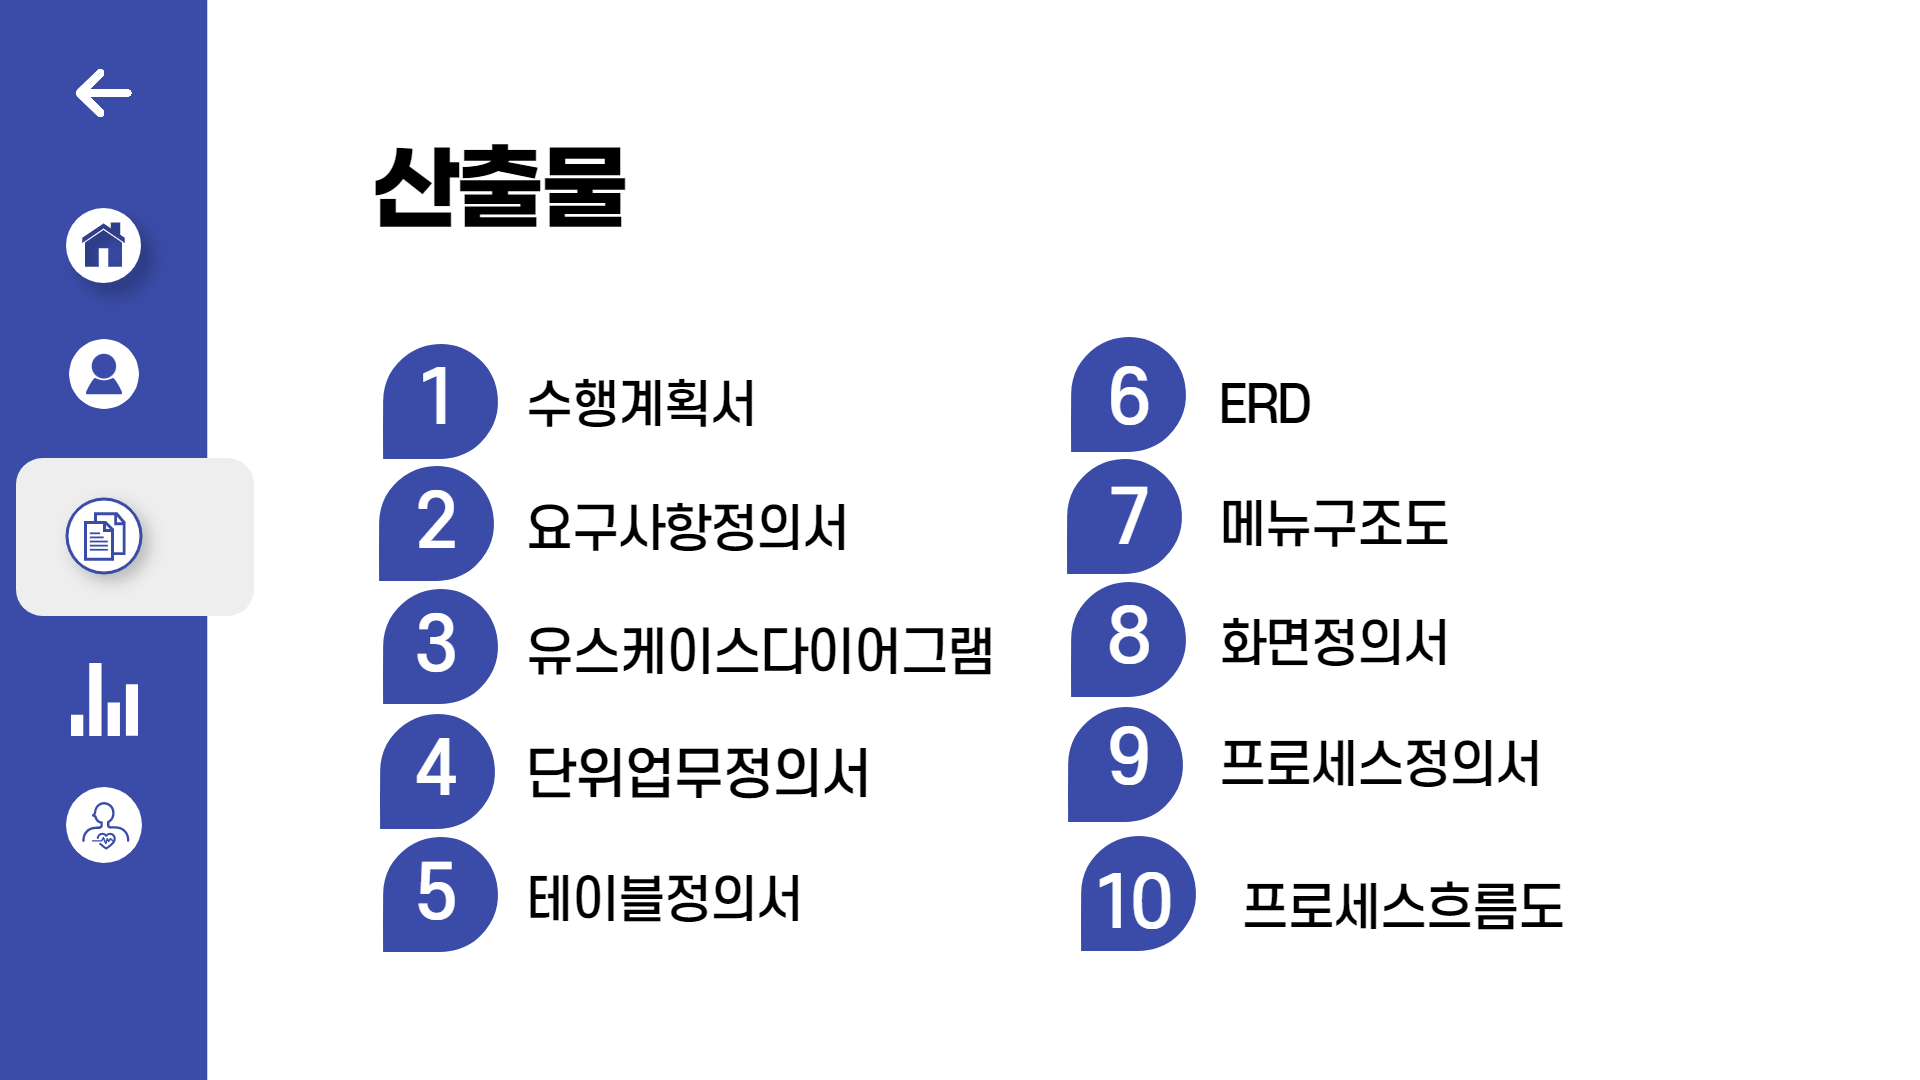 산출물
1 수행계획서
2 요구사항정의서
3 유스케이스다이어그램
4 단위업무정의서
5 테이블정의서
6 ERD
7 메뉴구조도
8 화면정의서
9 프로세스정의서
10 프로세스흐름도